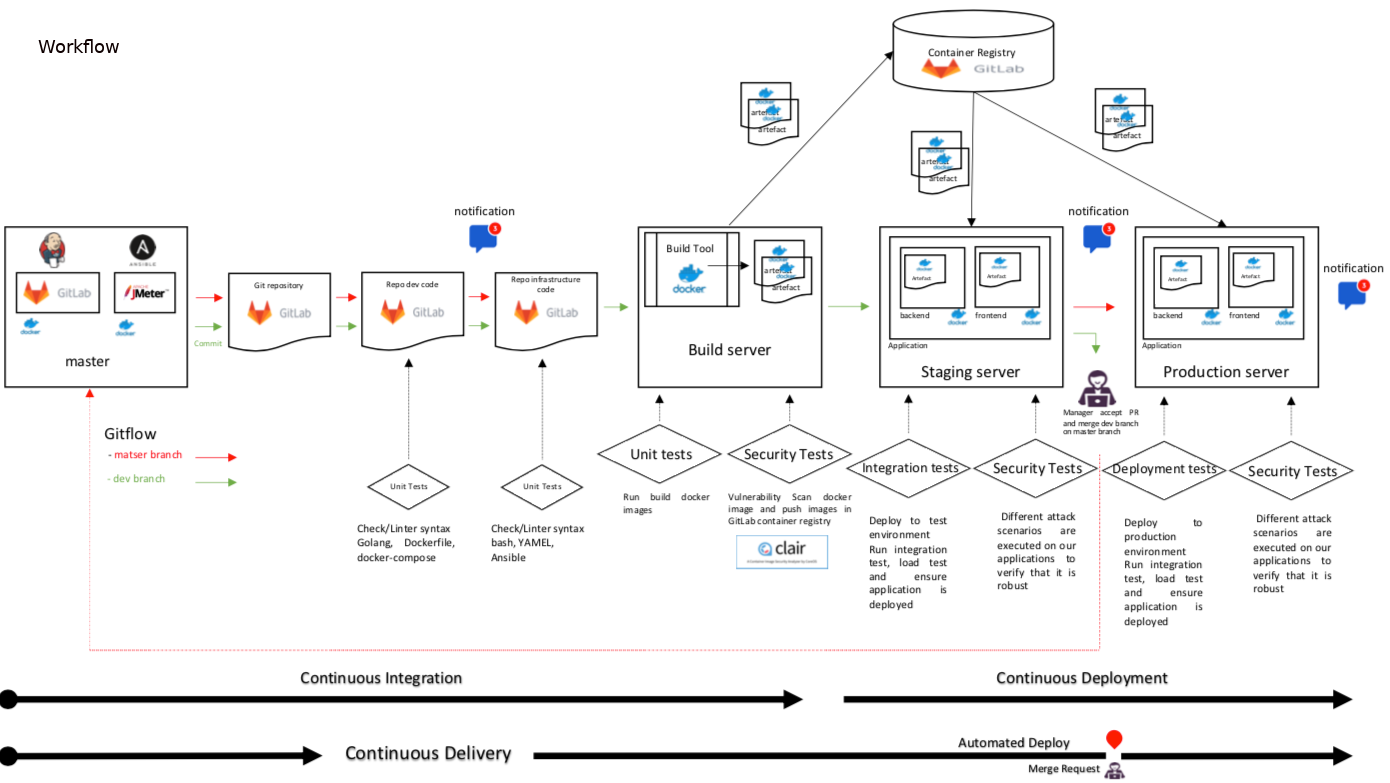 Workflow
Container Registry
GitLab
docker
artefact
docker
artefact
docker
artefact
docker
artefact
docker
artefact
docker
artefact
notification
3
notification
3
notification
3
ANSIBLE
GitLab
APACHE
JMeter™
docker
docker
master
Commit
Git repository
GitLab
Repo dev code
GitLab
Repo infrastructure
code
GitLab
Build Tool
docker
docker
artefact
docker
artefact
Build server
docker
Artefact
docker
Artefact
backend
docker
frontend
docker
Application
Staging server
docker
Artefact
docker
Artefact
backend
docker
frontend
docker
Application
Production server
Manager accept PR
and merge dev branch
on master branch
Gitflow
- matser branch
- dev branch
Unit Tests
Check/Linter syntax
Golang, Dockerfile,
docker-compose
Unit Tests
Check/Linter syntax
bash, YAMEL,
Ansible
Unit tests
Run build docker
images
Security Tests
Vulnerability Scan docker
image and push images in
GitLab container registry
clair
Integration tests
Deploy to test
environment
Run integration
test, load test
and ensure
application is
deployed
Security Tests
Different attack
scenarios are
executed on our
applications to
verify that it is
robust
Deployment tests
Deploy to
production
environment
Run integration
test, load test
and ensure
application is
deployed
Security Tests
Different attack
scenarios are
executed on our
applications to
verify that it is
robust
Continuous Integration
Continuous Deployment
Continuous Delivery
Automated Deploy
Merge Request